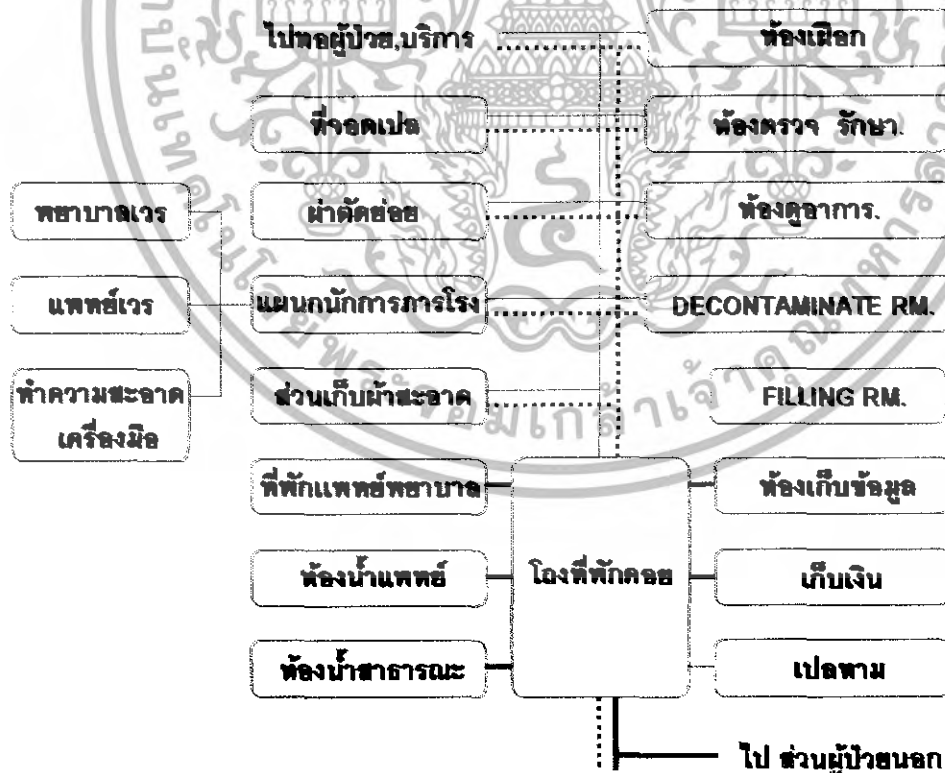 ไปหอผู้ป่วย,บริการ
ห้องเฝือก
ที่จอดเปล
ห้องตรวจ รักษา.
พยาบาลเวร
ผ่าตัดย่อย
ห้องดูอาการ.
แพทย์เวร
แผนกนักการภารโรง
DECONTAMINATE RM.
ทำความสะอาด
เครื่องมือ
ส่วนเก็บผ้าสะอาด
FILLING RM.
ที่พักแพทย์พยาบาล
โถงที่พักคอย
ห้องเก็บข้อมูล
ห้องน้ำแพทย์
เก็บเงิน
ห้องน้ำสาธารณะ
เปลหาม
ไป ส่วนผู้ป่วยนอก